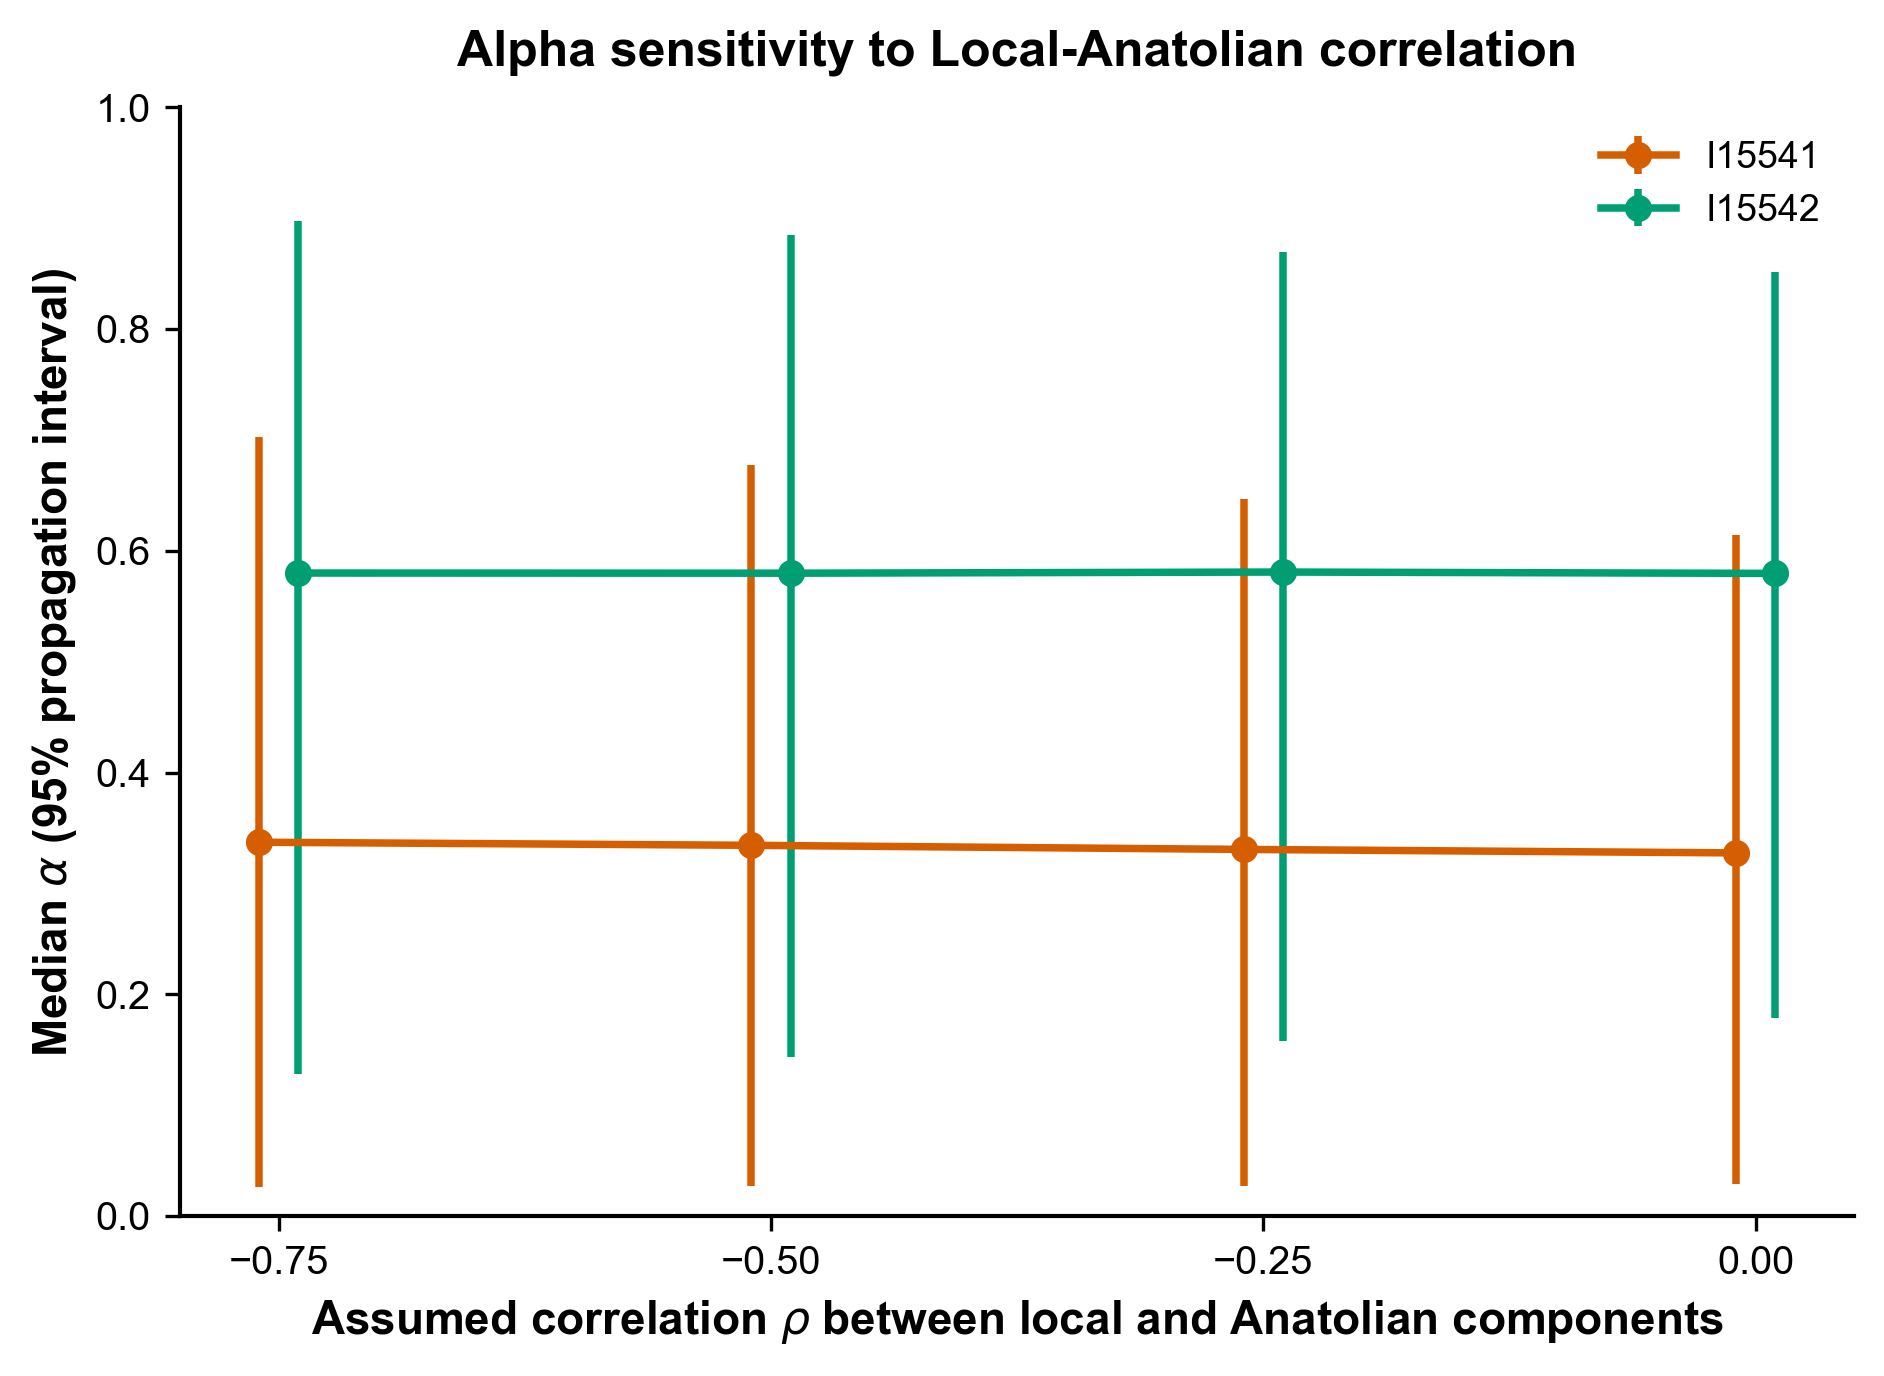 Alpha sensitivity to Local-Anatolian correlation
I15541
I15542
Median α (95% propagation interval)
1.0
0.8
0.6
0.4
0.2
0.0
−0.75
−0.50
−0.25
0.00
Assumed correlation ρ between local and Anatolian components